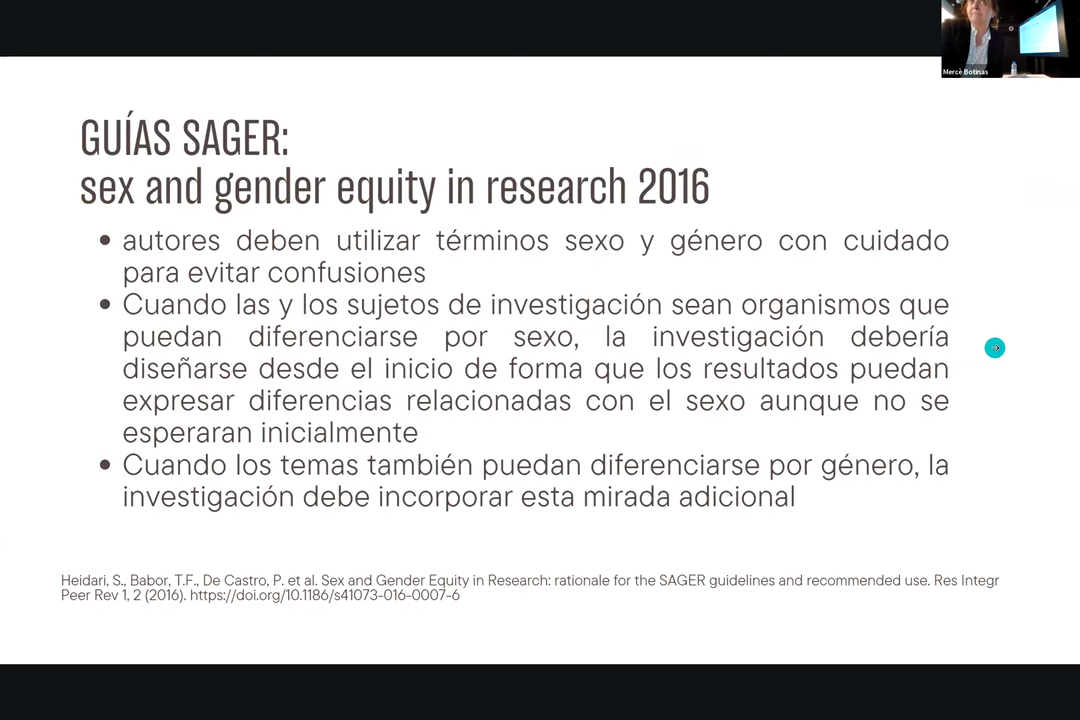 Mercè Botinas
GUÍAS SAGER:
sex and gender equity in research 2016
• autores deben utilizar términos sexo y género con cuidado
para evitar confusiones
• Cuando las y los sujetos de investigación sean organismos que
puedan diferenciarse por sexo, la investigación debería
diseñarse desde el inicio de forma que los resultados puedan
expresar diferencias relacionadas con el sexo aunque no se
esperaran inicialmente
• Cuando los temas también puedan diferenciarse por género, la
investigación debe incorporar esta mirada adicional
Heidari, S., Babor, T.F., De Castro, P. et al. Sex and Gender Equity in Research: rationale for the SAGER guidelines and recommended use. Res Integr
Peer Rev 1, 2 (2016). https://doi.org/10.1186/s41073-016-0007-6